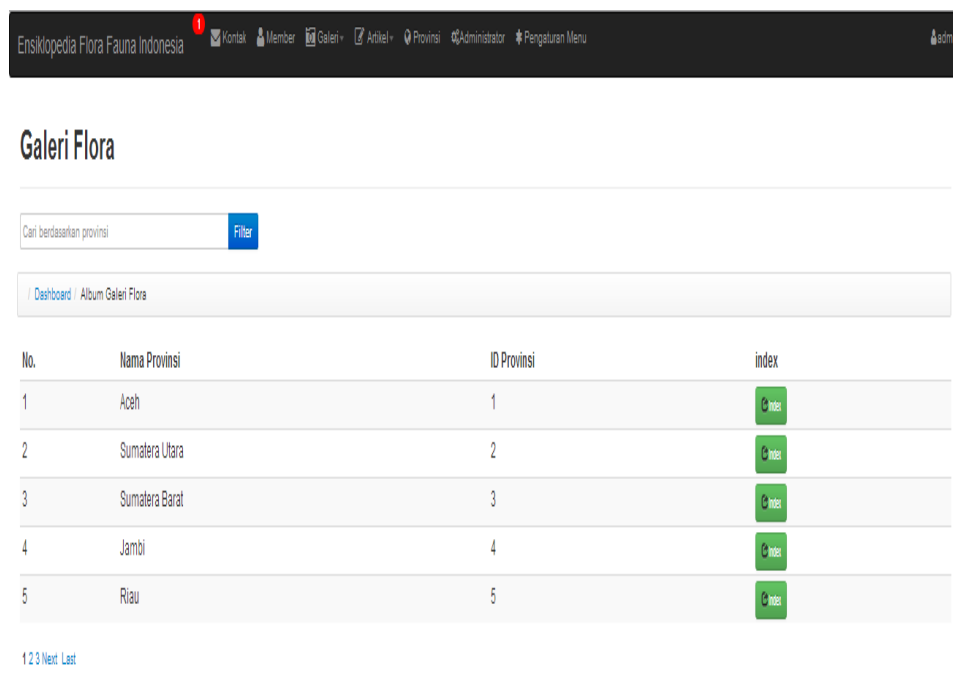 Ensiklopedia Flora Fauna Indonesia 1 Kontak Member Galeri Artikel Provinsi Administrator Pengaturan Menu adm
Galeri Flora
Cari berdasarkan provinsi Filter
/ Dashboard / Album Galeri Flora
No. Nama Provinsi ID Provinsi index
1 Aceh 1 Index
2 Sumatera Utara 2 Index
3 Sumatera Barat 3 Index
4 Jambi 4 Index
5 Riau 5 Index
1 2 3 Next Last